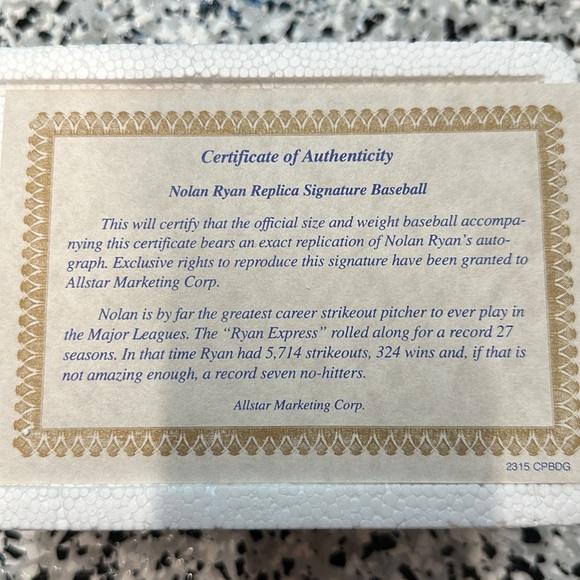 Certificate of Authenticity
Nolan Ryan Replica Signature Baseball
This will certify that the official size and weight baseball accompa-
nying this certificate bears an exact replication of Nolan Ryan's auto-
graph. Exclusive rights to reproduce this signature have been granted to
Allstar Marketing Corp.
Nolan is by far the greatest career strikeout pitcher to ever play in
the Major Leagues. The "Ryan Express" rolled along for a record 27
seasons. In that time Ryan had 5,714 strikeouts, 324 wins and, if that is
not amazing enough, a record seven no-hitters.
Allstar Marketing Corp.
2315 CPBDG